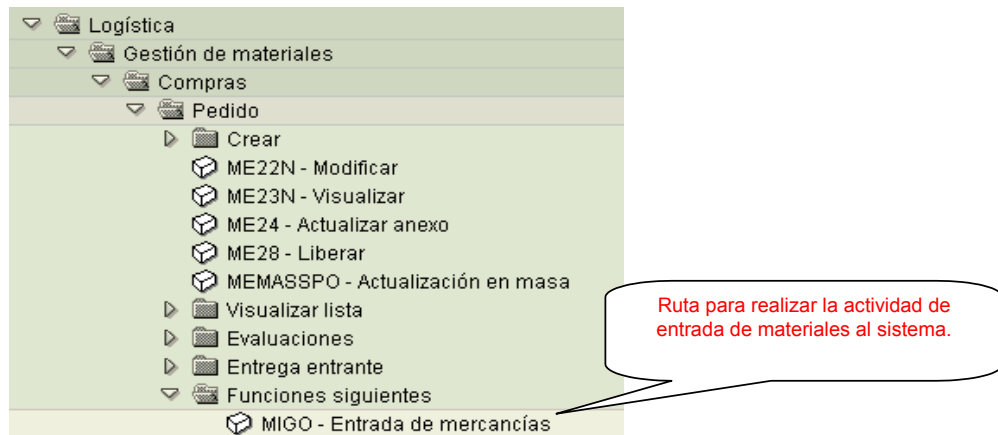 Logística
Gestión de materiales
Compras
Pedido
Crear
ME22N - Modificar
ME23N - Visualizar
ME24 - Actualizar anexo
ME28 - Liberar
MEMASSPO - Actualización en masa
Visualizar lista
Evaluaciones
Entrega entrante
Funciones siguientes
MIGO - Entrada de mercancías
Ruta para realizar la actividad de
entrada de materiales al sistema.